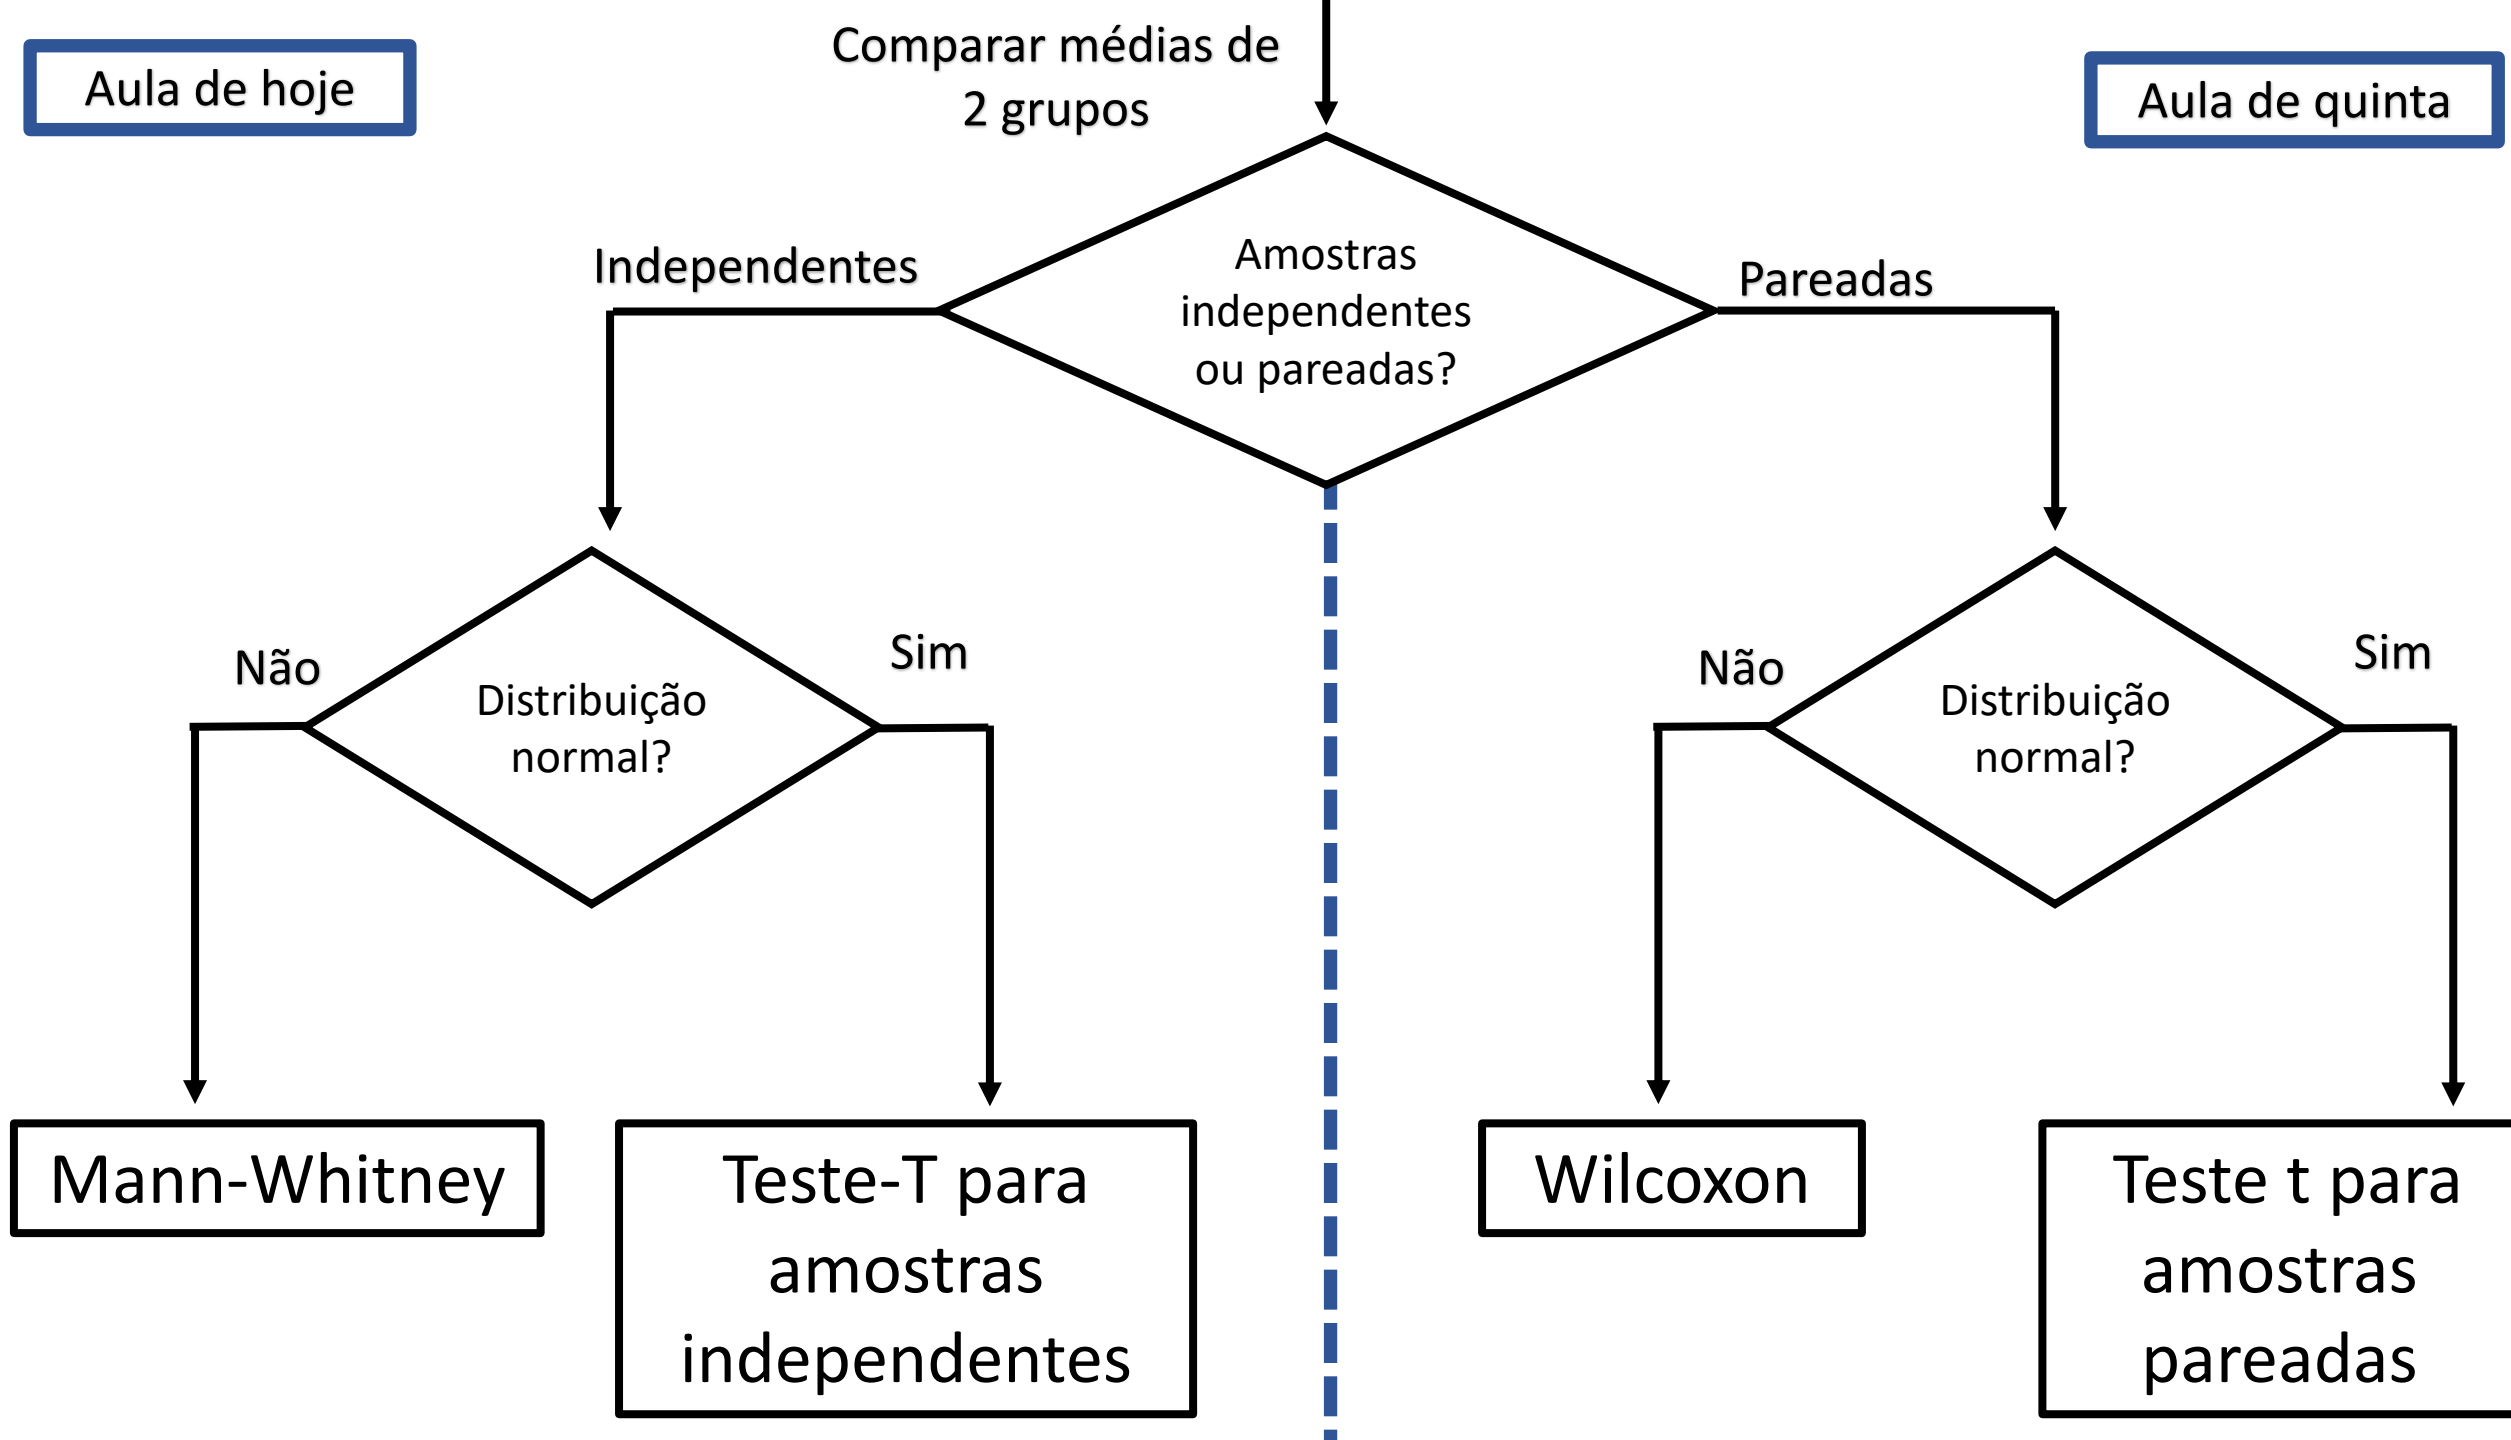 Aula de hoje
Comparar médias de
2 grupos
Aula de quinta
Independentes
Amostras
independentes
ou pareadas?
Pareadas
Não
Distribuição
normal?
Sim
Não
Distribuição
normal?
Sim
Mann-Whitney
Teste-T para
amostras
independentes
Wilcoxon
Teste t para
amostras
pareadas